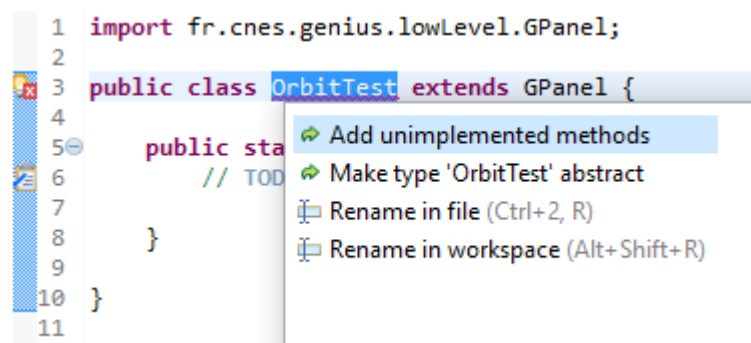 1 import fr.cnes.genius.lowLevel.GPanel;
2
3 public class OrbitTest extends GPanel {
4
5 public sta
6 // TOD
7
8 }
9
10 }
11
Add unimplemented methods
Make type 'OrbitTest' abstract
Rename in file (Ctrl+2, R)
Rename in workspace (Alt+Shift+R)